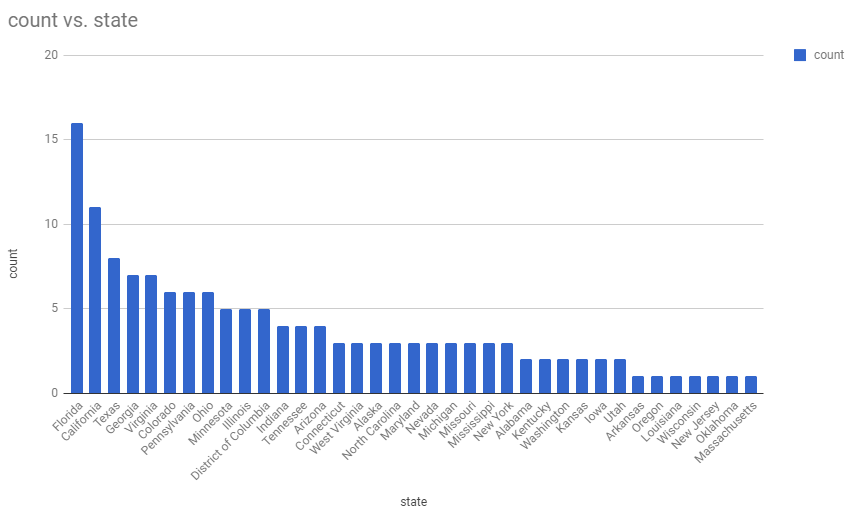 count vs. state
20
count
15
10
5
0
count
Florida
California
Texas
Georgia
Virginia
Colorado
Pennsylvania
Ohio
Minnesota
Illinois
District of Columbia
Indiana
Tennessee
Arizona
Connecticut
West Virginia
Alaska
North Carolina
Maryland
Nevada
Michigan
Missouri
Mississippi
New York
Alabama
Kentucky
Washington
Kansas
Iowa
Utah
Arkansas
Oregon
Louisiana
Wisconsin
New Jersey
Oklahoma
Massachusetts
state